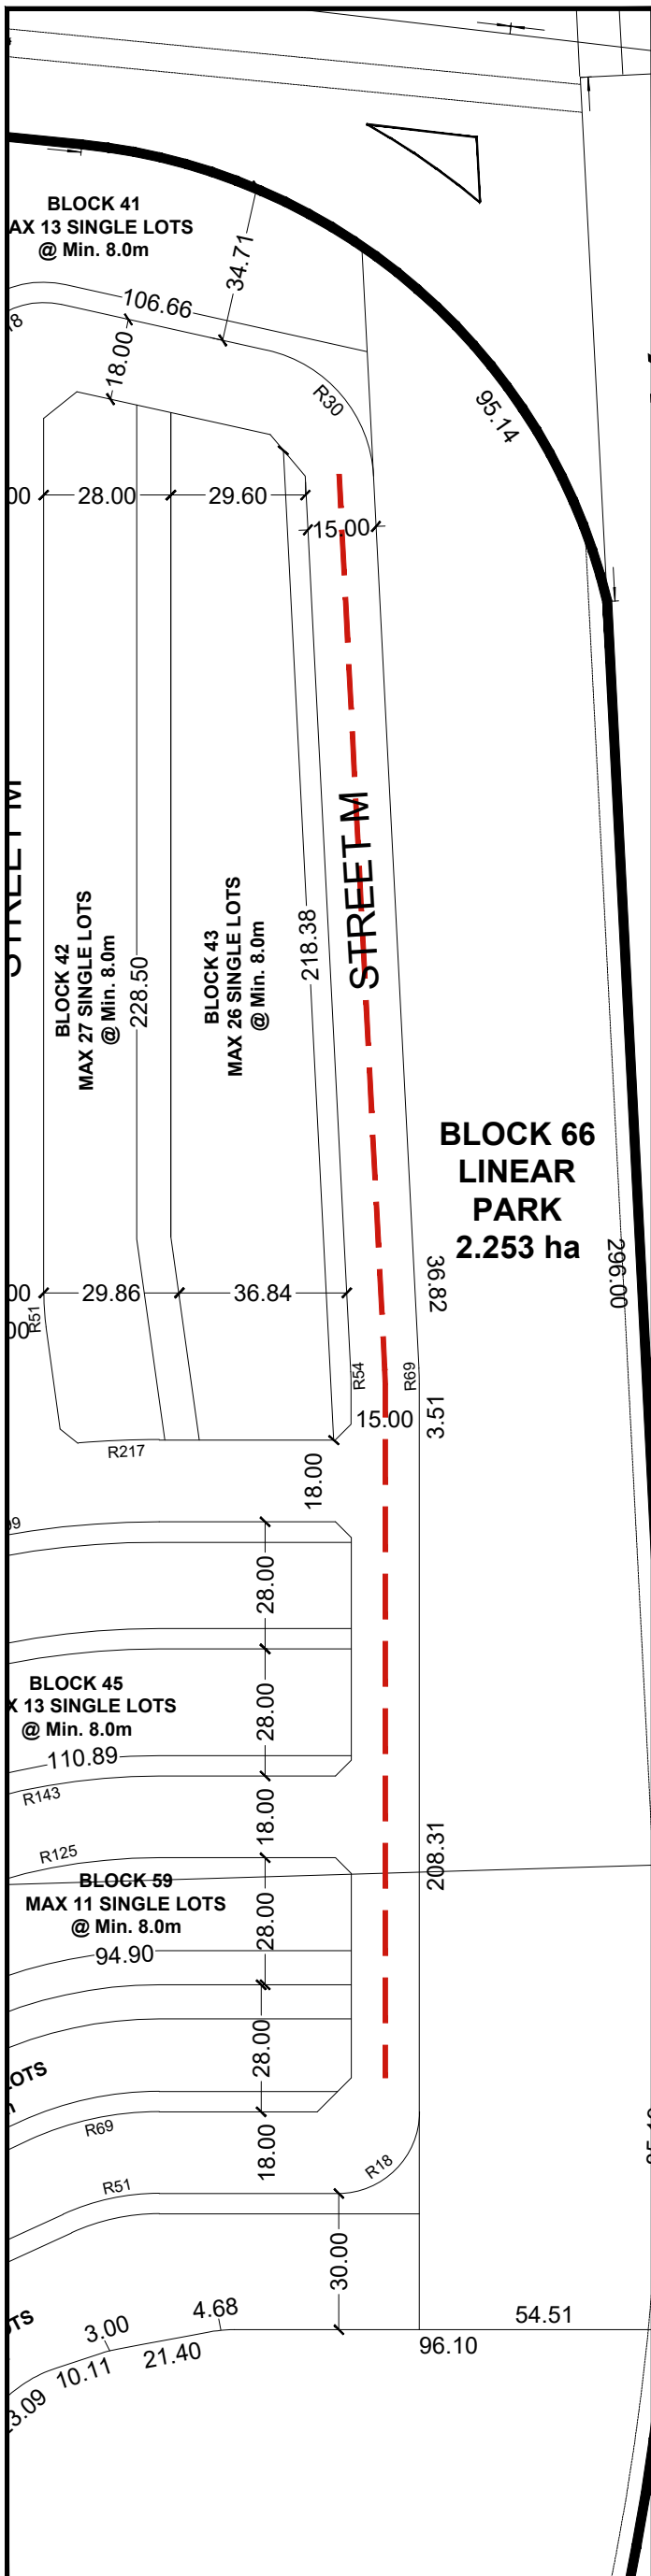 BLOCK 41
AX 13 SINGLE LOTS
@ Min. 8.0m
34.71
106.66
18.00
R30
95.14
28.00
29.60
15.00
STREET M
STREET M
BLOCK 42
MAX 27 SINGLE LOTS
@ Min. 8.0m
228.50
BLOCK 43
MAX 26 SINGLE LOTS
@ Min. 8.0m
218.38
BLOCK 66
LINEAR
PARK
2.253 ha
36.82
296.00
00
29.86
36.84
00
R51
R54
R69
15.00
3.51
R217
18.00
28.00
28.00
BLOCK 45
X 13 SINGLE LOTS
@ Min. 8.0m
110.89
R143
18.00
R125
208.31
BLOCK 59
MAX 11 SINGLE LOTS
@ Min. 8.0m
28.00
94.90
28.00
LOTS
R69
18.00
R18
R51
30.00
TS
3.00
4.68
54.51
96.10
21.40
10.11
3.09